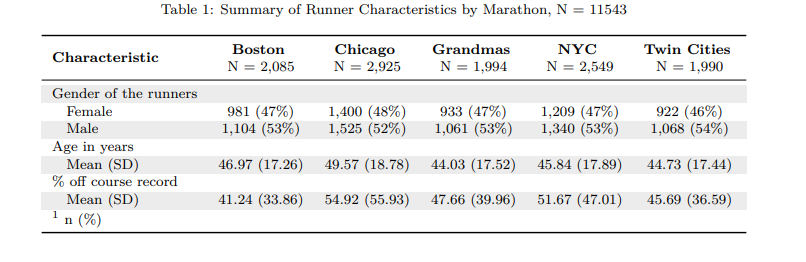 Table 1: Summary of Runner Characteristics by Marathon, N = 11543
Characteristic Boston Chicago Grandmas NYC Twin Cities
N = 2,085 N = 2,925 N = 1,994 N = 2,549 N = 1,990
Gender of the runners
Female 981 (47%) 1,400 (48%) 933 (47%) 1,209 (47%) 922 (46%)
Male 1,104 (53%) 1,525 (52%) 1,061 (53%) 1,340 (53%) 1,068 (54%)
Age in years
Mean (SD) 46.97 (17.26) 49.57 (18.78) 44.03 (17.52) 45.84 (17.89) 44.73 (17.44)
% off course record
Mean (SD) 41.24 (33.86) 54.92 (55.93) 47.66 (39.96) 51.67 (47.01) 45.69 (36.59)
1 n (%)